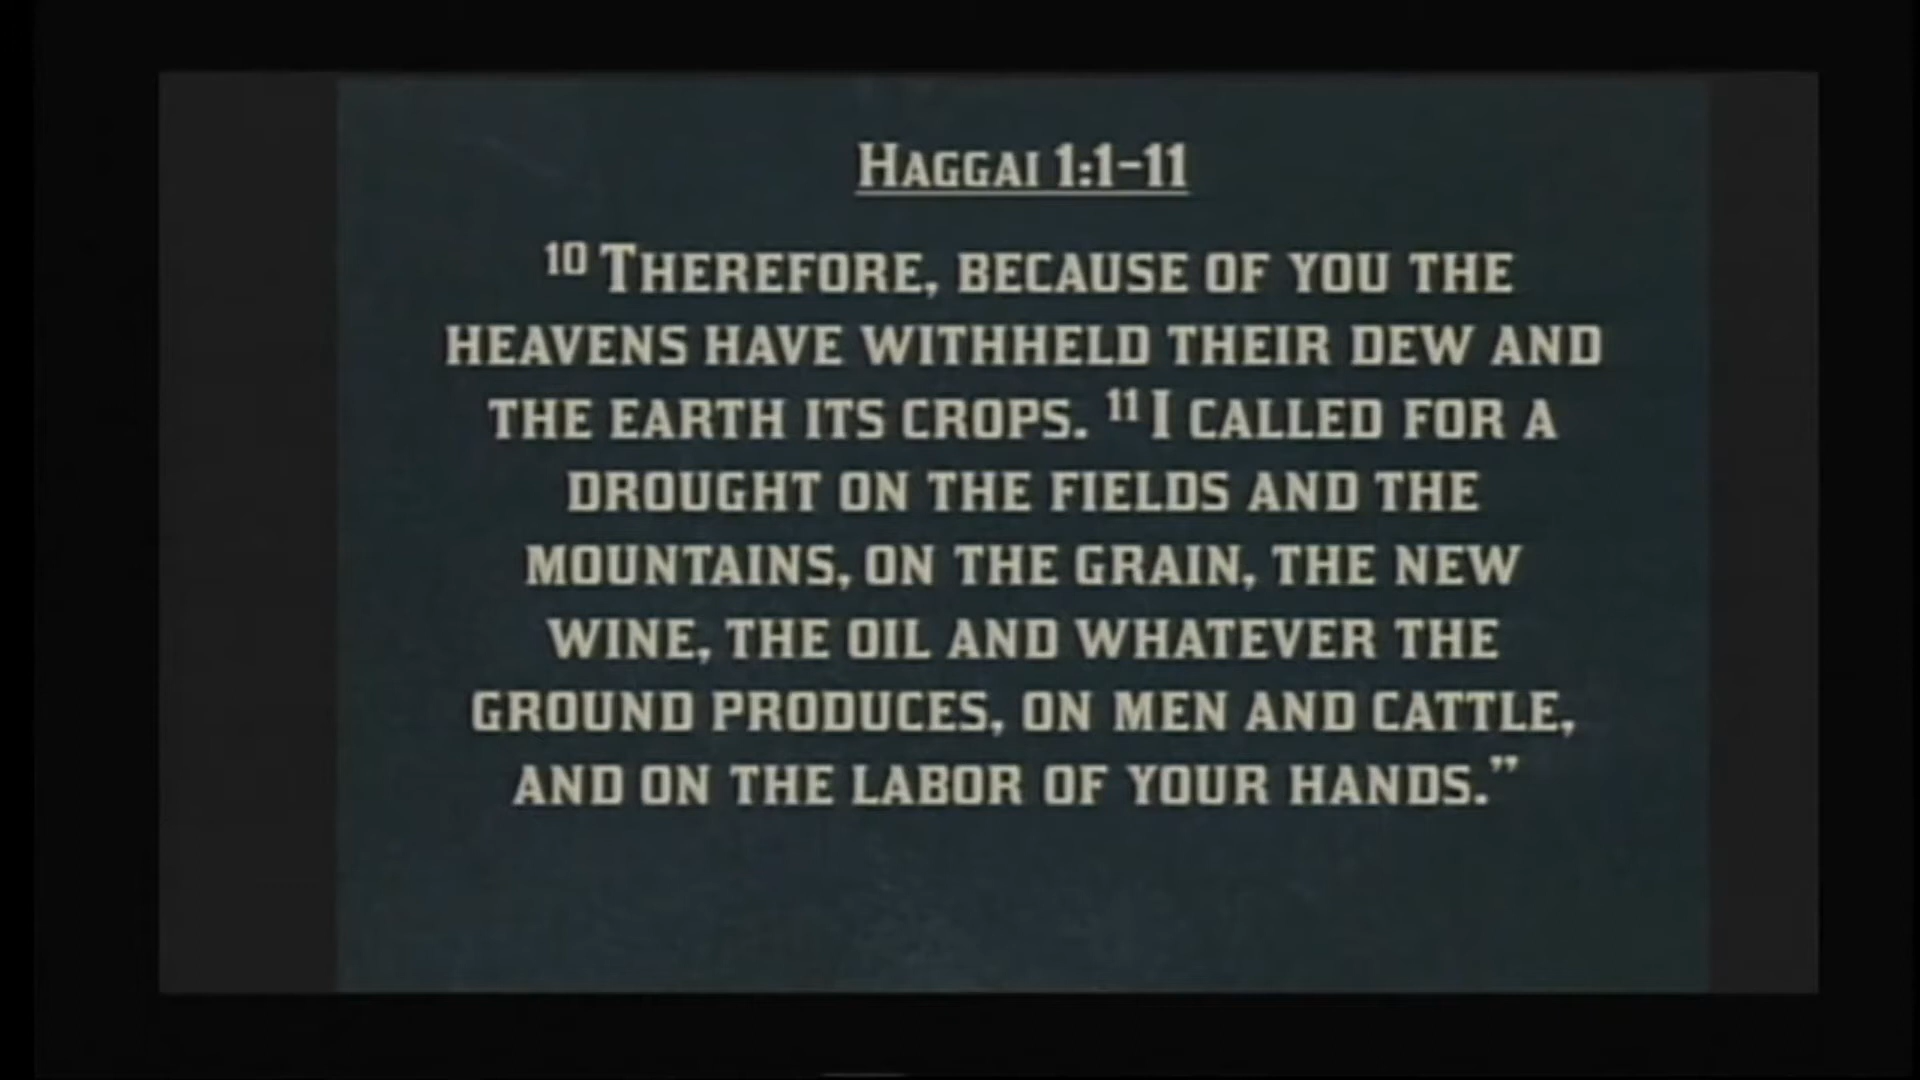 HAGGAI 1:1-11
10 THEREFORE, BECAUSE OF YOU THE
HEAVENS HAVE WITHHELD THEIR DEW AND
THE EARTH ITS CROPS. 11 I CALLED FOR A
DROUGHT ON THE FIELDS AND THE
MOUNTAINS, ON THE GRAIN, THE NEW
WINE, THE OIL AND WHATEVER THE
GROUND PRODUCES, ON MEN AND CATTLE,
AND ON THE LABOR OF YOUR HANDS.”